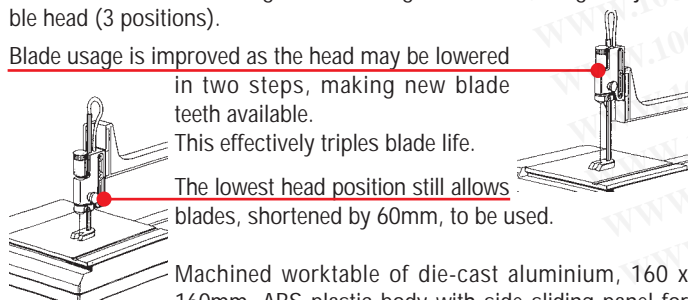 ble head (3 positions).
Blade usage is improved as the head may be lowered
in two steps, making new blade
teeth available.
This effectively triples blade life.
The lowest head position still allows
blades, shortened by 60mm, to be used.
Machined worktable of die-cast aluminium, 160 x
160mm. ABS plastic body with side sliding panel for